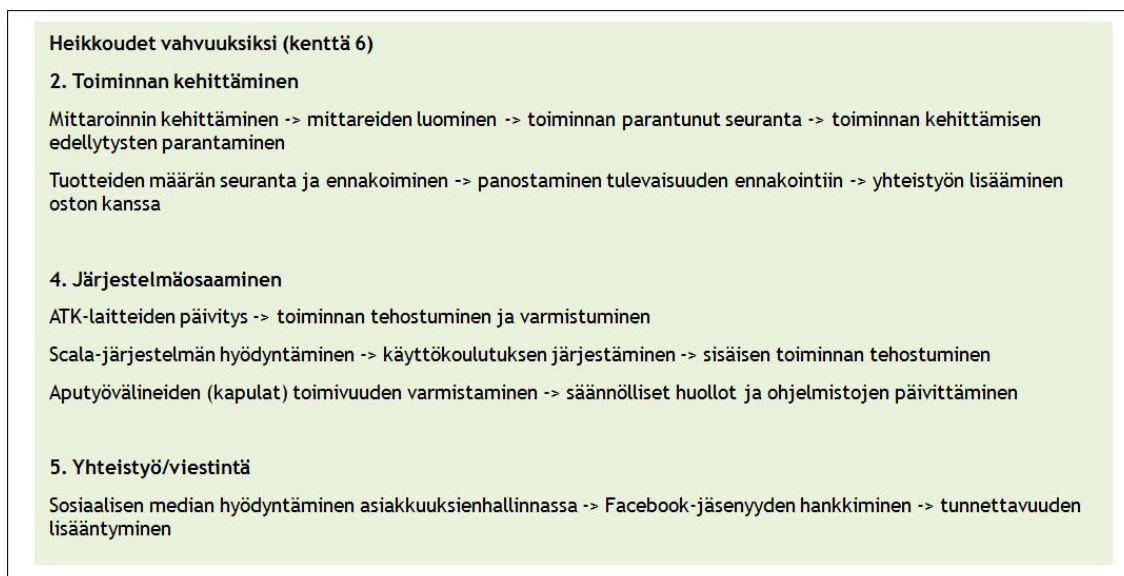 Heikkoudet vahvuuksiksi (kenttä 6)
2. Toiminnan kehittäminen
Mittaroinnin kehittäminen -> mittareiden luominen -> toiminnan parantunut seuranta -> toiminnan kehittämisen
edellytysten parantaminen
Tuotteiden määrän seuranta ja ennakoiminen -> panostaminen tulevaisuuden ennakointiin -> yhteistyön lisääminen
oston kanssa
4. Järjestelmäosaaminen
ATK-laitteiden päivitys -> toiminnan tehostuminen ja varmistuminen
Scala-järjestelmän hyödyntäminen -> käyttökoulutuksen järjestäminen -> sisäisen toiminnan tehostuminen
Aputyövälineiden (kapulat) toimivuuden varmistaminen -> säännölliset huollot ja ohjelmistojen päivittäminen
5. Yhteistyö/viestintä
Sosiaalisen median hyödyntäminen asiakkuuksienhallinnassa -> Facebook-jäsenyyden hankkiminen -> tunnettavuuden
lisääntyminen